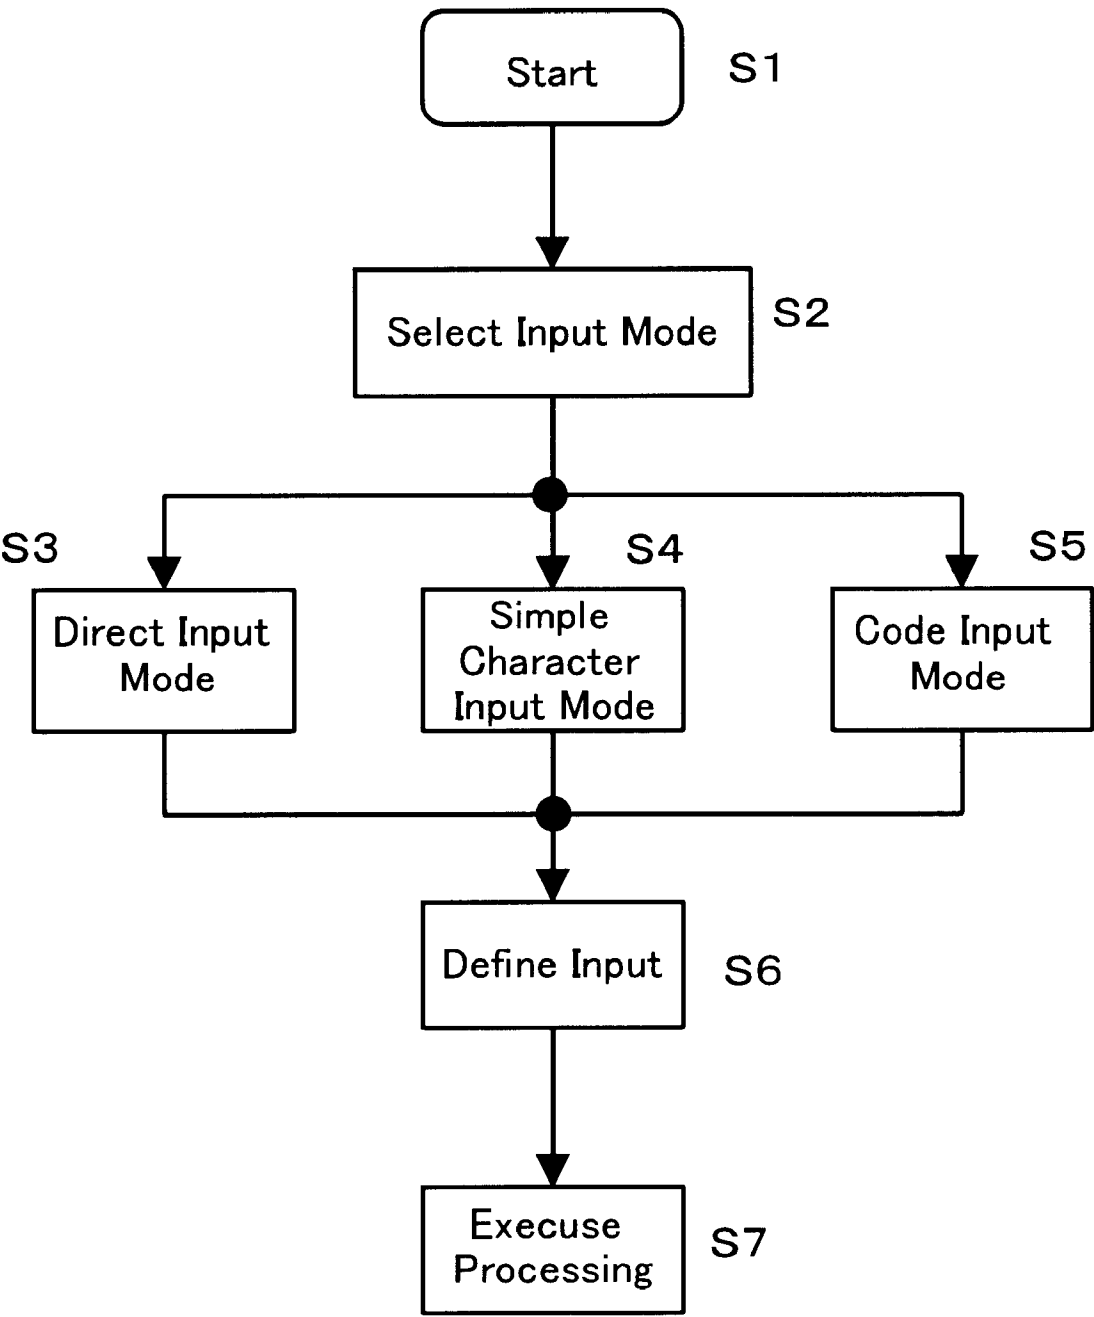 Start
S1
Select Input Mode
S2
S3
S4
S5
Direct Input
Mode
Simple
Character
Input Mode
Code Input
Mode
Define Input
S6
Execuse
Processing
S7